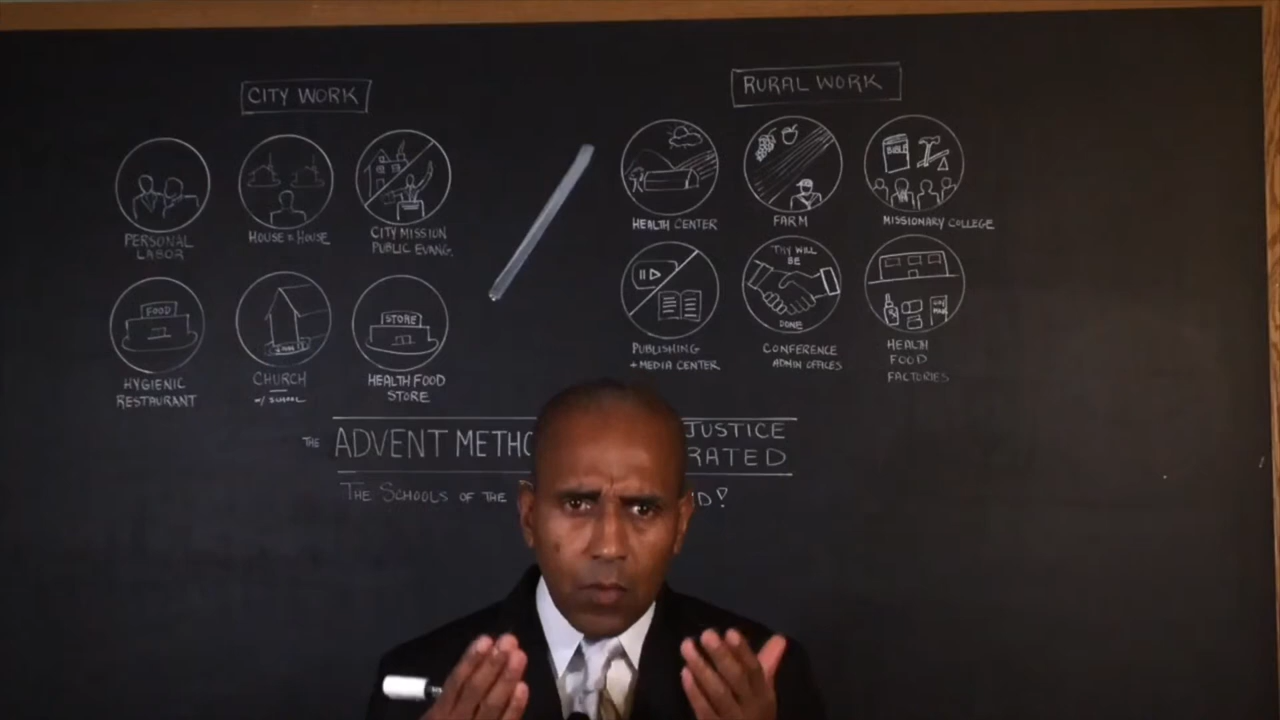 CITY WORK
PERSONAL
LABOR
HOUSE = HOUSE
CITY MISSION
PUBLIC EVANG.
FOOD
HYGIENIC
RESTAURANT
CHURCH
w/ SCHOOL
STORE
HEALTH FOOD
STORE
RURAL WORK
HEALTH CENTER
FARM
BIBLE
MISSIONARY COLLEGE
PUBLISHING
+ MEDIA CENTER
THY WILL
BE
DONE
CONFERENCE
ADMIN OFFICES
HEALTH
FOOD
FACTORIES
THE ADVENT METHO JUSTICE
RATED
THE SCHOOLS OF THE